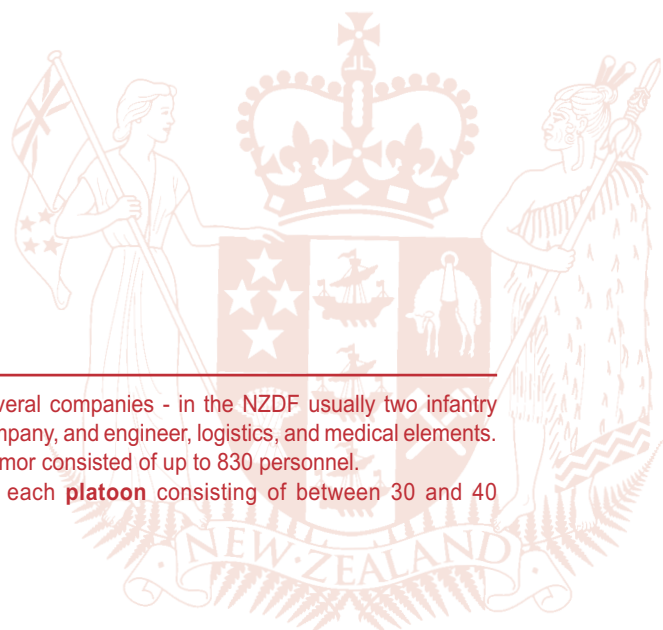 veral companies - in the NZDF usually two infantry
mpany, and engineer, logistics, and medical elements.
mor consisted of up to 830 personnel.
each platoon consisting of between 30 and 40
NEW·ZEALAND